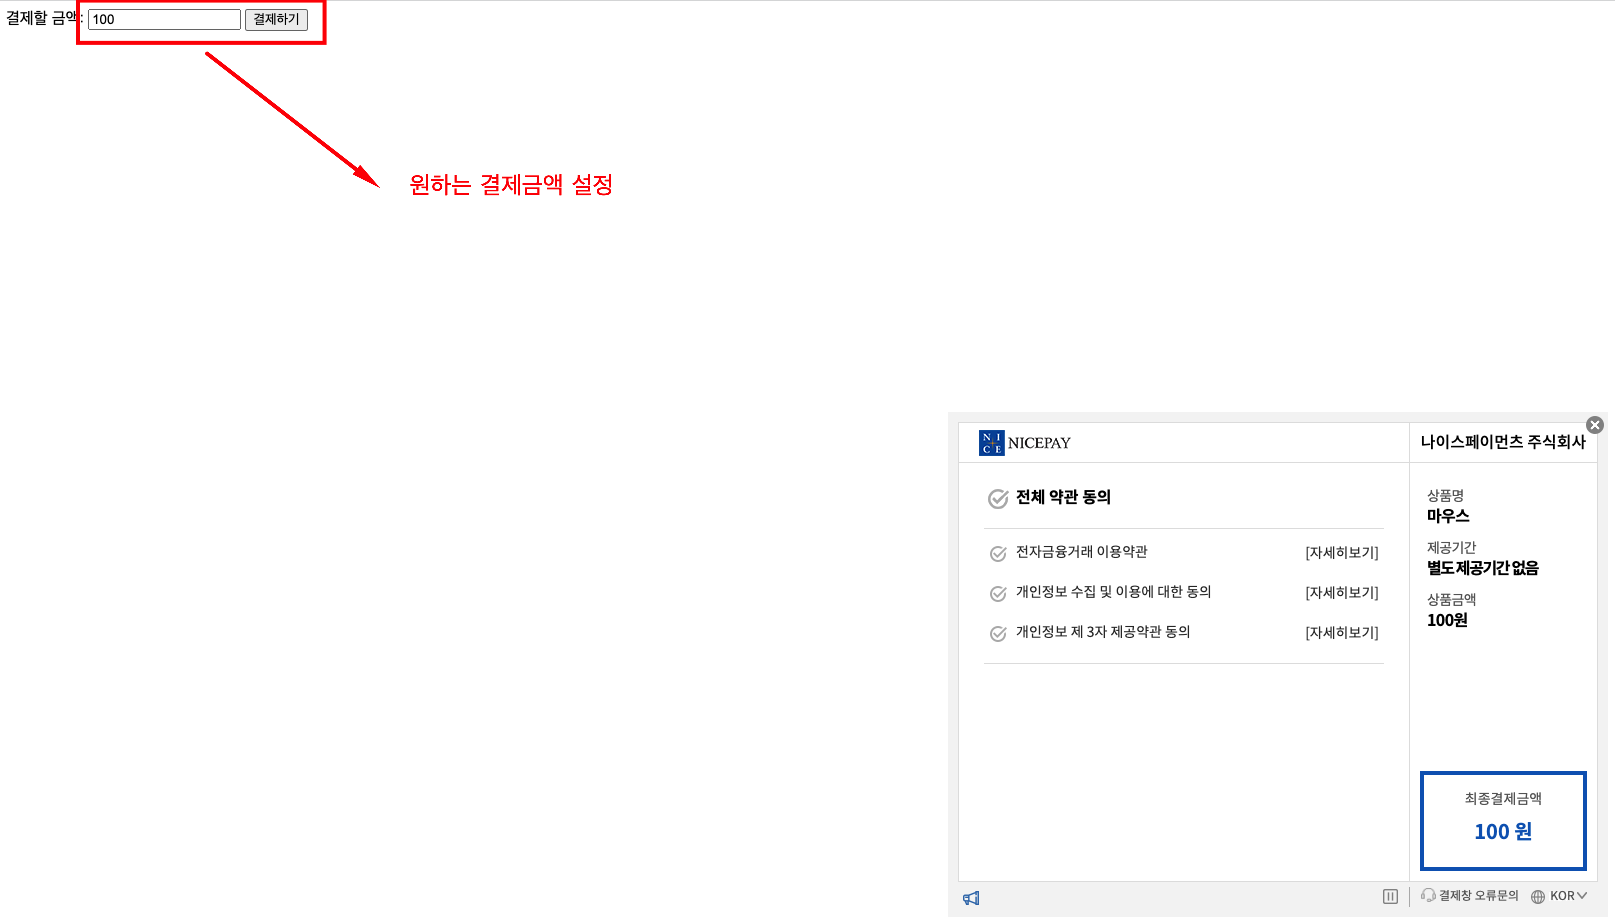 결제할 금액: 100 결제하기
원하는 결제금액 설정
NICE NICEPAY
나이스페이먼츠 주식회사
전체 약관 동의
전자금융거래 이용약관 [자세히보기]
개인정보 수집 및 이용에 대한 동의 [자세히보기]
개인정보 제 3자 제공약관 동의 [자세히보기]
상품명
마우스
제공기간
별도 제공기간 없음
상품금액
100원
최종결제금액
100 원
결제창 오류문의 KOR